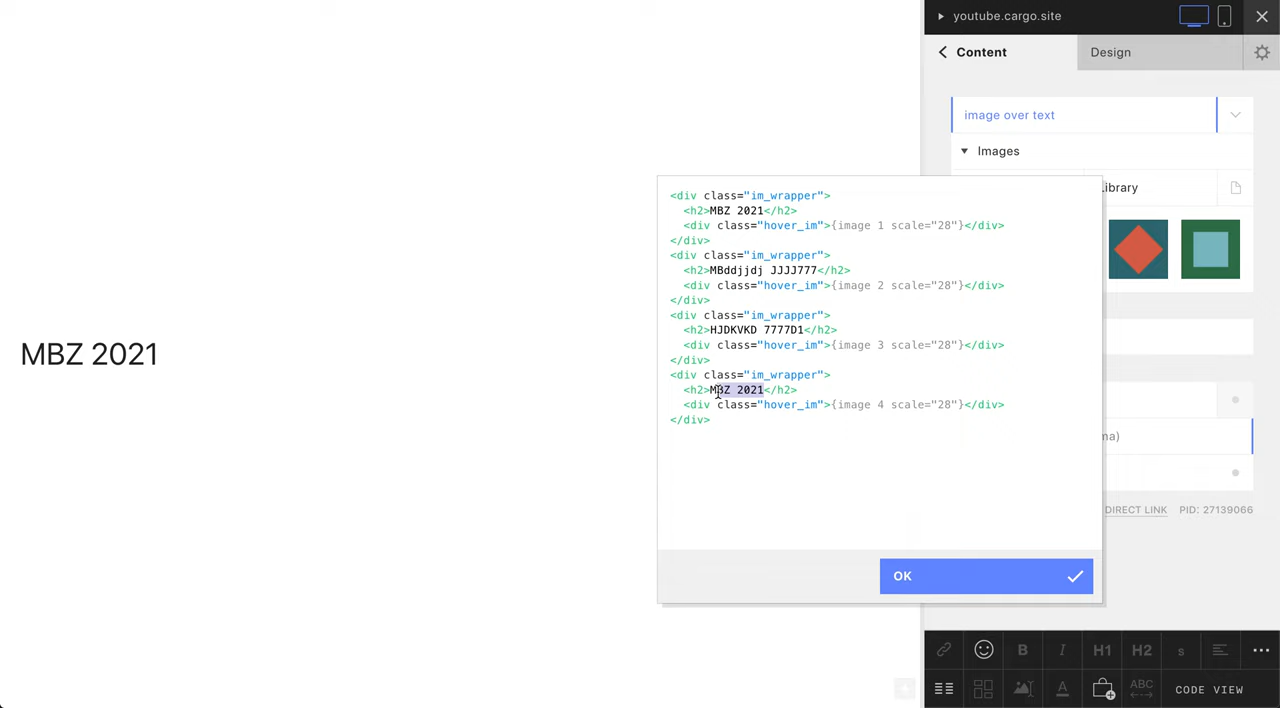 youtube.cargo.site
Content
Design
image over text
Images
Library
<div class="im_wrapper">
<h2>MBZ 2021</h2>
<div class="hover_im">{image 1 scale="28"}</div>
</div>
<div class="im_wrapper">
<h2>MBddjjdj JJJJ777</h2>
<div class="hover_im">{image 2 scale="28"}</div>
</div>
<div class="im_wrapper">
<h2>HJDKVKD 7777D1</h2>
<div class="hover_im">{image 3 scale="28"}</div>
</div>
<div class="im_wrapper">
<h2>MBZ 2021</h2>
<div class="hover_im">{image 4 scale="28"}</div>
</div>
MBZ 2021
ma)
DIRECT LINK PID: 27139066
OK
B I H1 H2 s
A ABC CODE VIEW